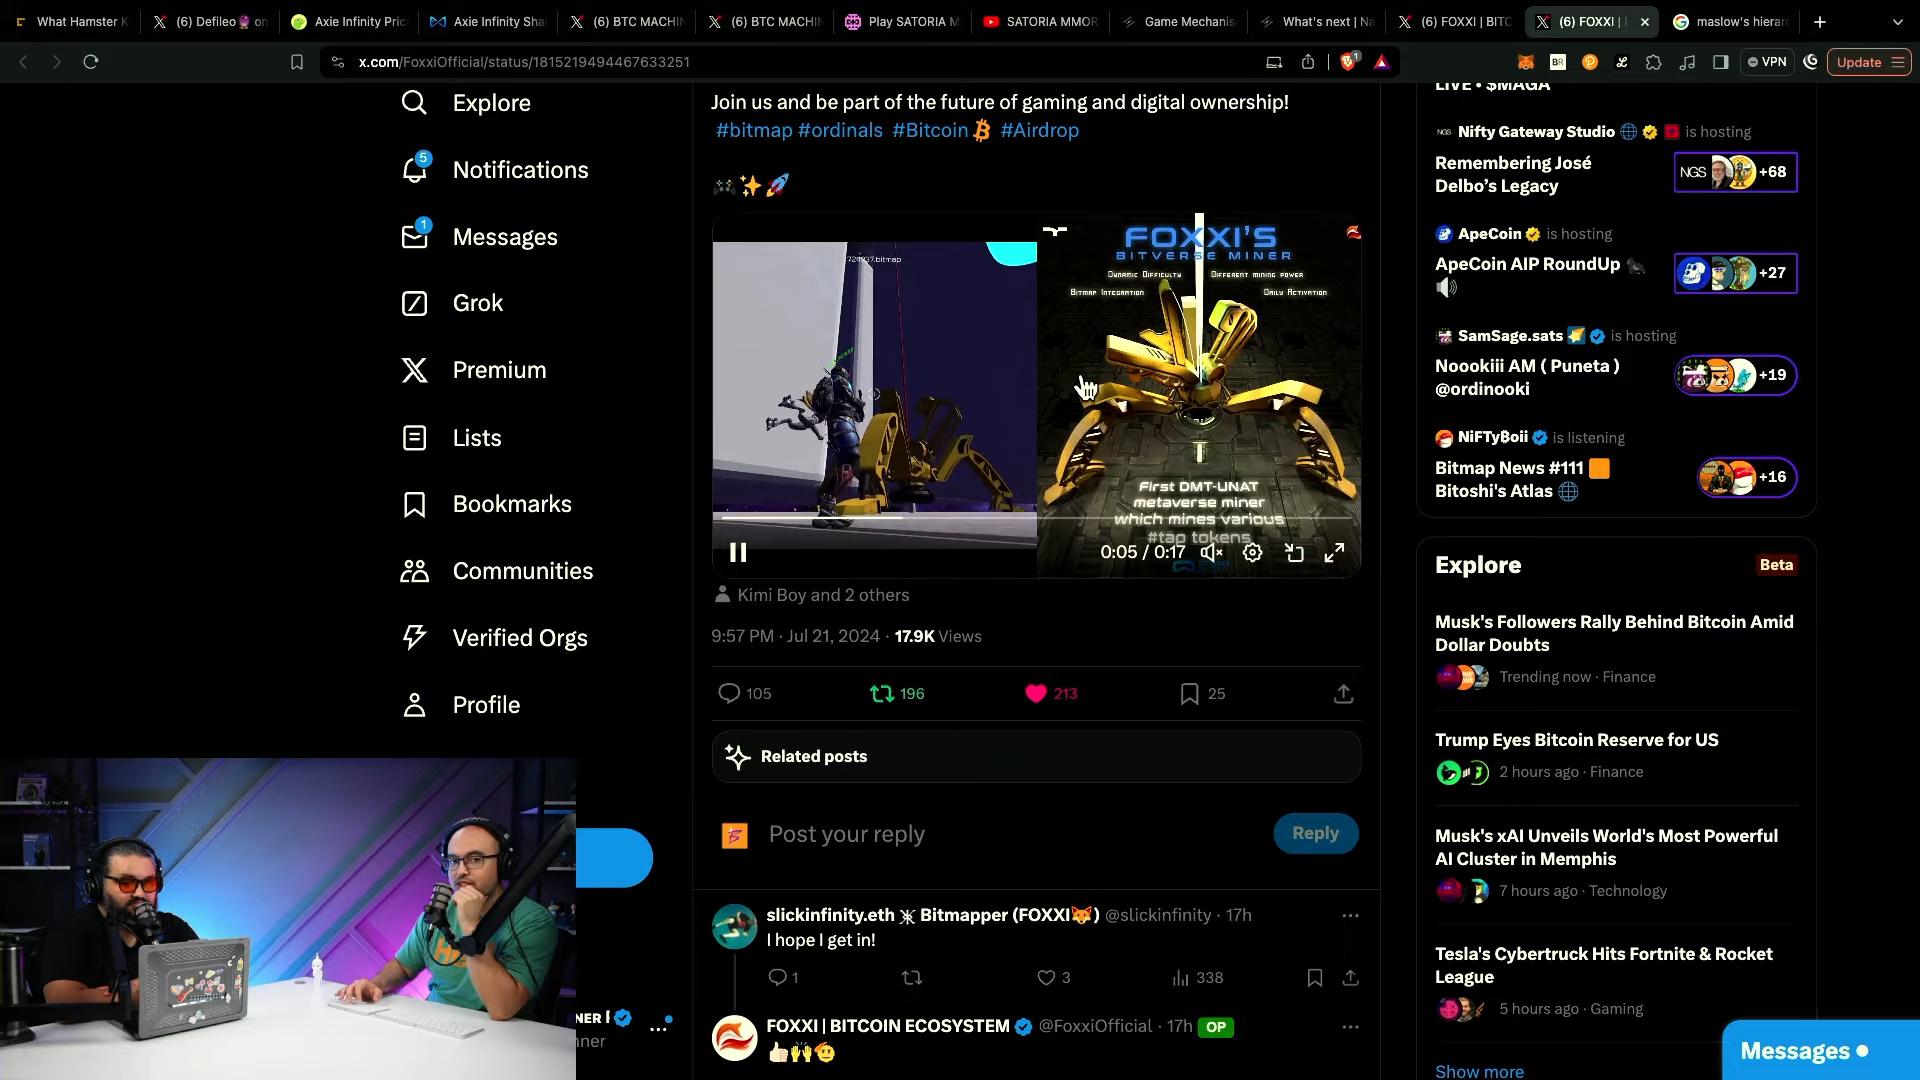 What Hamster K
(6) Defileo🔮 on
Axie Infinity Pric
Axie Infinity Sha
(6) BTC MACHIN
(6) BTC MACHIN
Play SATORIA M
SATORIA MMOR
Game Mechanis
What's next | Na
(6) FOXXI | BITC
(6) FOXXI |
maslow's hierar
x.com/FoxxiOfficial/status/1815219494467633251
1
BR
VPN
Update
Explore
5
Notifications
1
Messages
Grok
Premium
Lists
Bookmarks
Communities
Verified Orgs
Profile
NER
nner
Join us and be part of the future of gaming and digital ownership!
#bitmap #ordinals #Bitcoin #Airdrop
🎮✨🚀
.bitmap
FOXXI'S
BITVERSE MINER
Dynamic Difficulty
Different mining power
Bitmap Integration
Daily Activation
First DMT-UNAT
metaverse miner
which mines various
#tap tokens
0:05 / 0:17
Kimi Boy and 2 others
9:57 PM · Jul 21, 2024 · 17.9K Views
105
196
213
25
Related posts
Post your reply
Reply
slickinfinity.eth Bitmapper (FOXXI🦊) @slickinfinity · 17h
I hope I get in!
1
3
338
FOXXI | BITCOIN ECOSYSTEM @FoxxiOfficial · 17h OP
👍🏻🙌🏻🫡
LIVE • $MAGA
NGS Nifty Gateway Studio is hosting
Remembering José
Delbo's Legacy
NGS
+68
ApeCoin is hosting
ApeCoin AIP RoundUp
🔊
+27
SamSage.sats is hosting
Noookiii AM ( Puneta )
@ordinooki
+19
NiFTyBoii is listening
Bitmap News #111 🟧
Bitoshi's Atlas 🌐
+16
Explore
Beta
Musk's Followers Rally Behind Bitcoin Amid
Dollar Doubts
Trending now · Finance
Trump Eyes Bitcoin Reserve for US
2 hours ago · Finance
Musk's xAI Unveils World's Most Powerful
AI Cluster in Memphis
7 hours ago · Technology
Tesla's Cybertruck Hits Fortnite & Rocket
League
5 hours ago · Gaming
Show more
Messages